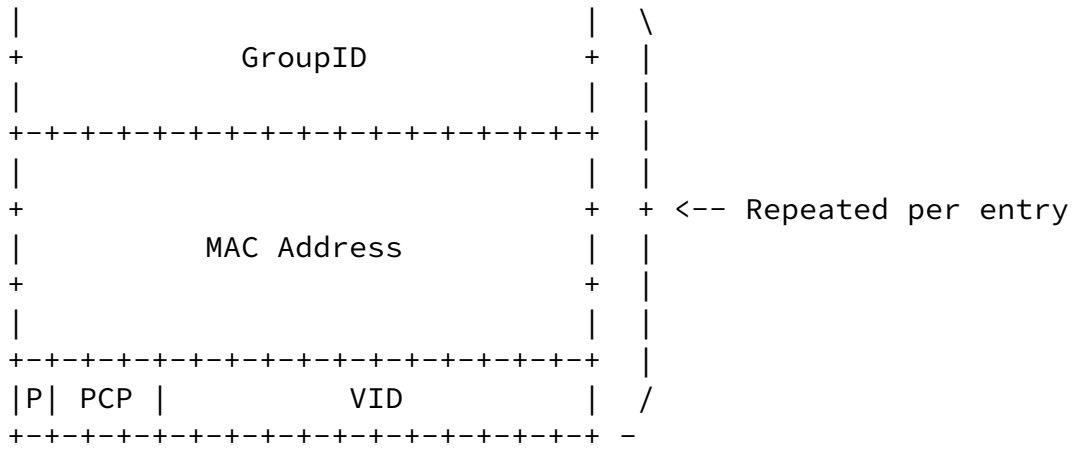 |                               |  \
+            GroupID            +  |
|                               |  |
+-+-+-+-+-+-+-+-+-+-+-+-+-+-+-+-+  |
|                               |  |
+                               +  + <-- Repeated per entry
|          MAC Address          |  |
+                               +  |
|                               |  |
+-+-+-+-+-+-+-+-+-+-+-+-+-+-+-+-+  |
|P| PCP |          VID          |  /
+-+-+-+-+-+-+-+-+-+-+-+-+-+-+-+-+ -